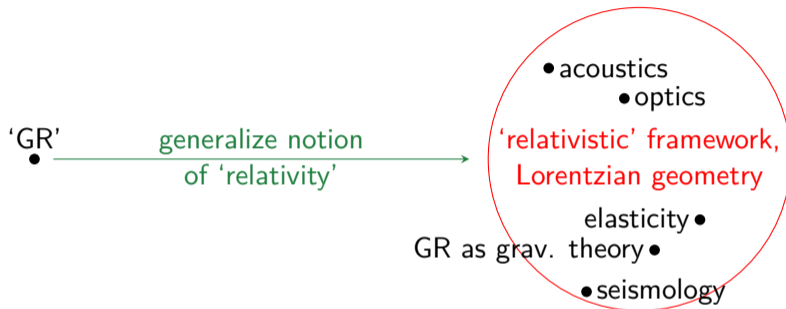 acoustics
optics
‘GR’
generalize notion
of ‘relativity’
‘relativistic’ framework,
Lorentzian geometry
elasticity
GR as grav. theory
seismology